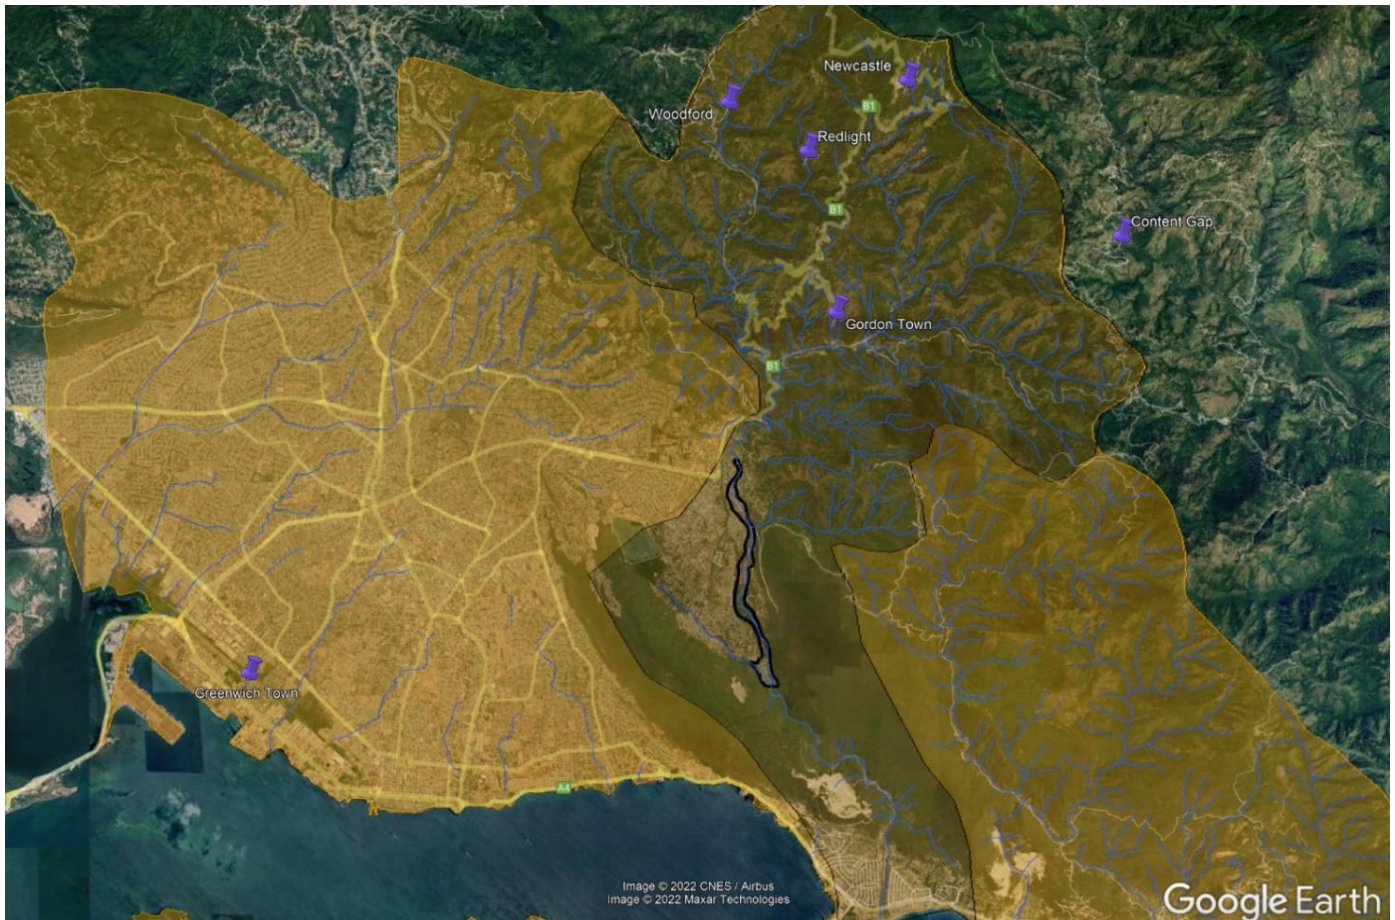 Newcastle
B1
Woodford
Redlight
B1
Content Gap
Gordon Town
B1
Greenwich Town
A4
Image © 2022 CNES / Airbus
Image © 2022 Maxar Technologies
Google Earth